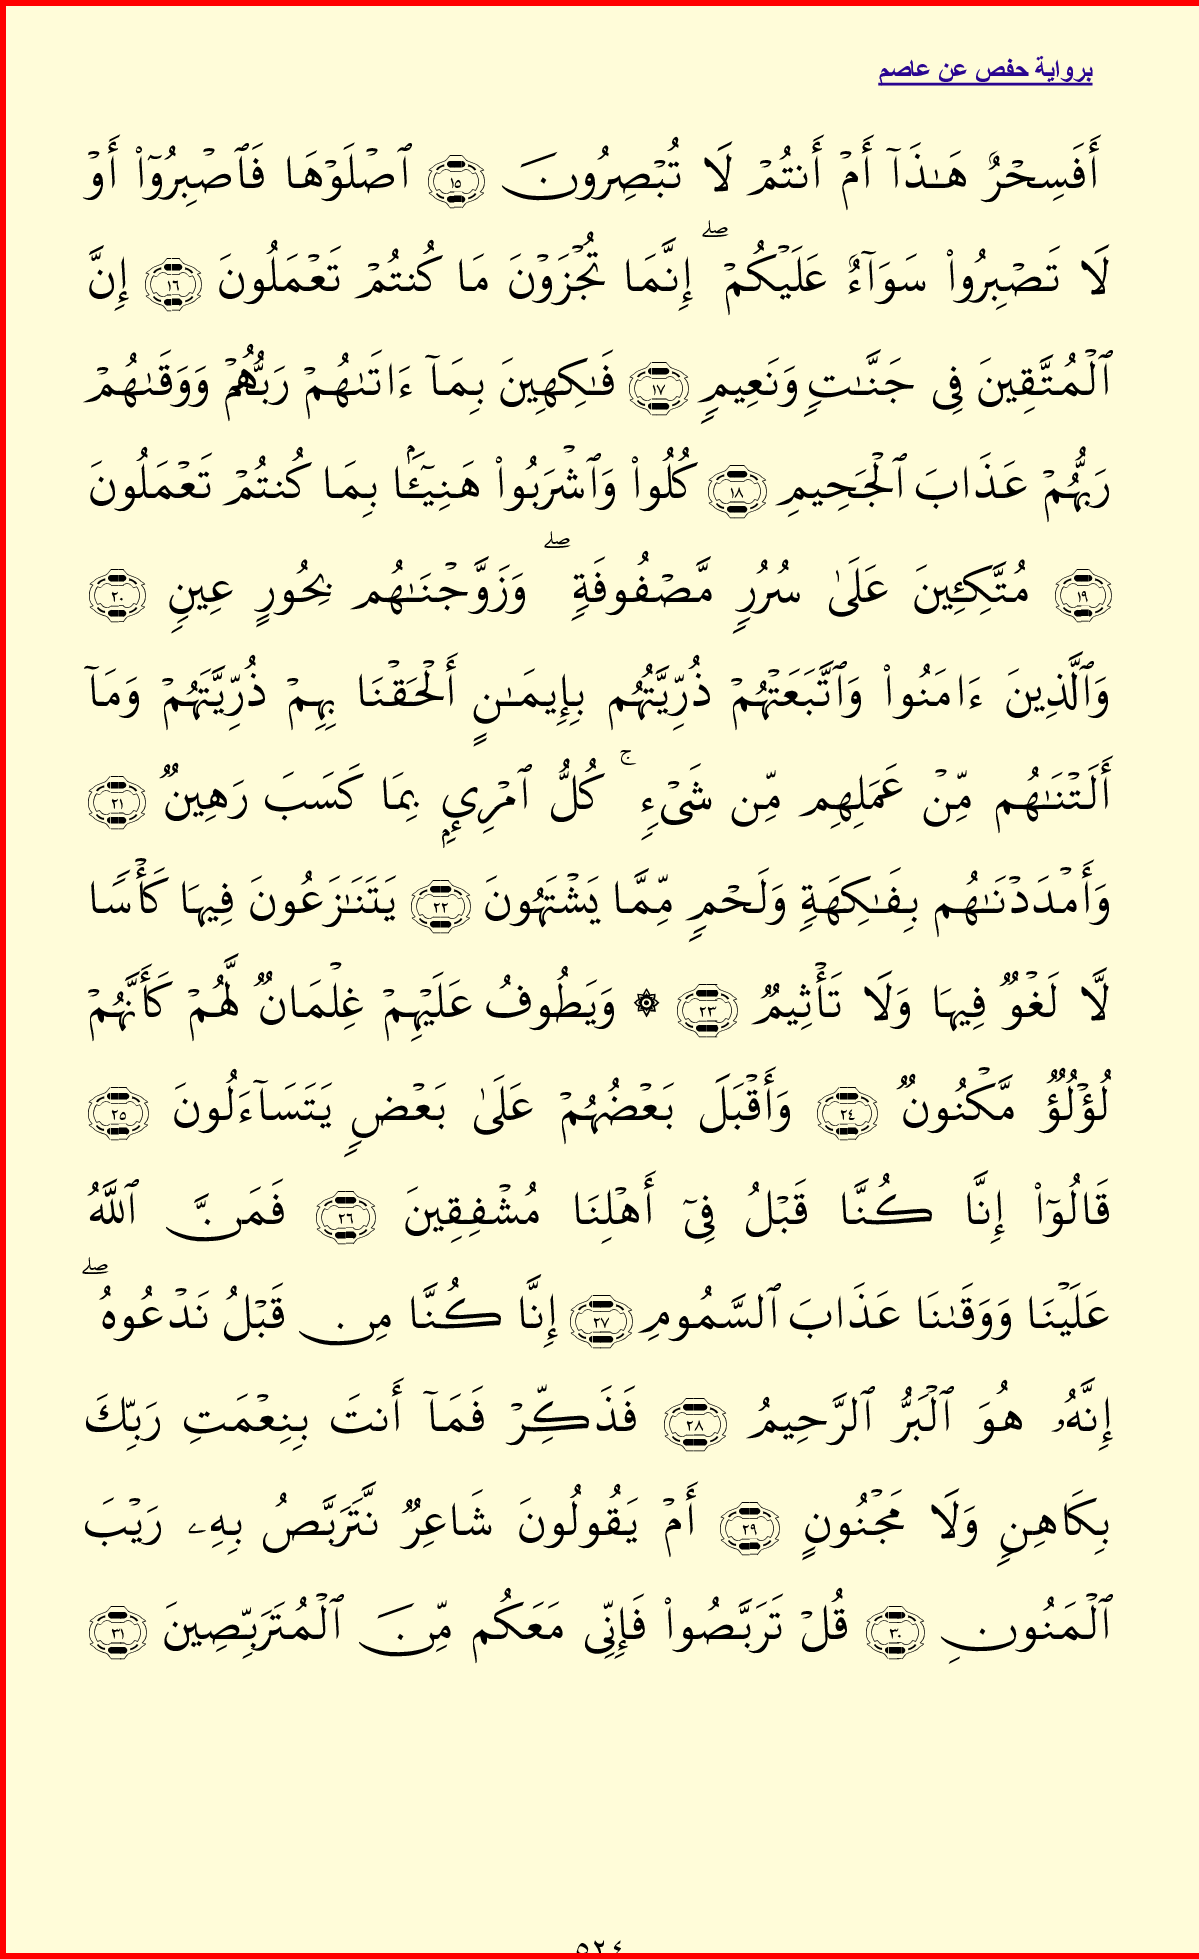 برواية حفص عن عاصم
أَفَسِحْرٌ هَٰذَآ أَمْ أَنتُمْ لَا تُبْصِرُونَ ۝١٥ ٱصْلَوْهَا فَٱصْبِرُوٓا۟ أَوْ
لَا تَصْبِرُوا۟ سَوَآءٌ عَلَيْكُمْ ۖ إِنَّمَا تُجْزَوْنَ مَا كُنتُمْ تَعْمَلُونَ ۝١٦ إِنَّ
ٱلْمُتَّقِينَ فِى جَنَّٰتٍ وَنَعِيمٍ ۝١٧ فَٰكِهِينَ بِمَآ ءَاتَىٰهُمْ رَبُّهُمْ وَوَقَىٰهُمْ
رَبُّهُمْ عَذَابَ ٱلْجَحِيمِ ۝١٨ كُلُوا۟ وَٱشْرَبُوا۟ هَنِيٓـًٔۢا بِمَا كُنتُمْ تَعْمَلُونَ
۝١٩ مُتَّكِـِٔينَ عَلَىٰ سُرُرٍ مَّصْفُوفَةٍ ۖ وَزَوَّجْنَٰهُم بِحُورٍ عِينٍ ۝٢٠
وَٱلَّذِينَ ءَامَنُوا۟ وَٱتَّبَعَتْهُمْ ذُرِّيَّتُهُم بِإِيمَٰنٍ أَلْحَقْنَا بِهِمْ ذُرِّيَّتَهُمْ وَمَآ
أَلَتْنَٰهُم مِّنْ عَمَلِهِم مِّن شَىْءٍ ۚ كُلُّ ٱمْرِئٍۭ بِمَا كَسَبَ رَهِينٌ ۝٢١
وَأَمْدَدْنَٰهُم بِفَٰكِهَةٍ وَلَحْمٍ مِّمَّا يَشْتَهُونَ ۝٢٢ يَتَنَٰزَعُونَ فِيهَا كَأْسًا
لَّا لَغْوٌ فِيهَا وَلَا تَأْثِيمٌ ۝٢٣ ۞ وَيَطُوفُ عَلَيْهِمْ غِلْمَانٌ لَّهُمْ كَأَنَّهُمْ
لُؤْلُؤٌ مَّكْنُونٌ ۝٢٤ وَأَقْبَلَ بَعْضُهُمْ عَلَىٰ بَعْضٍ يَتَسَآءَلُونَ ۝٢٥
قَالُوٓا۟ إِنَّا كُنَّا قَبْلُ فِىٓ أَهْلِنَا مُشْفِقِينَ ۝٢٦ فَمَنَّ ٱللَّهُ
عَلَيْنَا وَوَقَىٰنَا عَذَابَ ٱلسَّمُومِ ۝٢٧ إِنَّا كُنَّا مِن قَبْلُ نَدْعُوهُ ۖ
إِنَّهُۥ هُوَ ٱلْبَرُّ ٱلرَّحِيمُ ۝٢٨ فَذَكِّرْ فَمَآ أَنتَ بِنِعْمَتِ رَبِّكَ
بِكَاهِنٍ وَلَا مَجْنُونٍ ۝٢٩ أَمْ يَقُولُونَ شَاعِرٌ نَّتَرَبَّصُ بِهِۦ رَيْبَ
ٱلْمَنُونِ ۝٣٠ قُلْ تَرَبَّصُوا۟ فَإِنِّى مَعَكُم مِّنَ ٱلْمُتَرَبِّصِينَ ۝٣١
٥٢٤